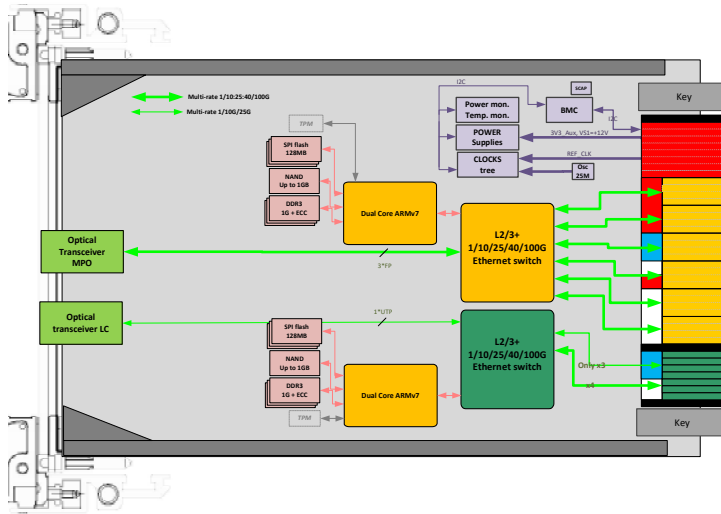 Multi-rate 1/10:25:40/100G
Multi-rate 1/10G/25G
I2C
SCAP
Key
Power mon.
Temp. mon.
BMC
I2C
TPM
POWER
Supplies
3V3_Aux, VS1=+12V
SPI flash
128MB
CLOCKS
tree
REF_CLK
Osc
25M
NAND
Up to 1GB
Dual Core ARMv7
DDR3
1G + ECC
L2/3+
1/10/25/40/100G
Ethernet switch
Optical
Transceiver
MPO
3*FP
Optical
transceiver LC
1*UTP
SPI flash
128MB
L2/3+
1/10/25/40/100G
Ethernet switch
NAND
Up to 1GB
Only x3
DDR3
1G + ECC
Dual Core ARMv7
x4
TPM
Key